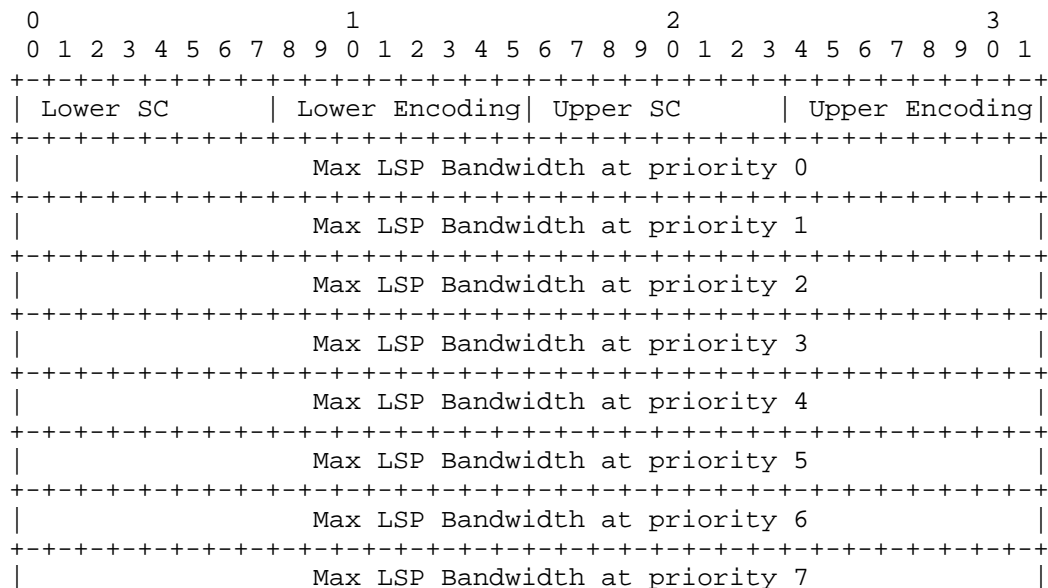 0                   1                   2                   3
 0 1 2 3 4 5 6 7 8 9 0 1 2 3 4 5 6 7 8 9 0 1 2 3 4 5 6 7 8 9 0 1
+-+-+-+-+-+-+-+-+-+-+-+-+-+-+-+-+-+-+-+-+-+-+-+-+-+-+-+-+-+-+-+-+
| Lower SC      | Lower Encoding| Upper SC      | Upper Encoding|
+-+-+-+-+-+-+-+-+-+-+-+-+-+-+-+-+-+-+-+-+-+-+-+-+-+-+-+-+-+-+-+-+
|                  Max LSP Bandwidth at priority 0              |
+-+-+-+-+-+-+-+-+-+-+-+-+-+-+-+-+-+-+-+-+-+-+-+-+-+-+-+-+-+-+-+-+
|                  Max LSP Bandwidth at priority 1              |
+-+-+-+-+-+-+-+-+-+-+-+-+-+-+-+-+-+-+-+-+-+-+-+-+-+-+-+-+-+-+-+-+
|                  Max LSP Bandwidth at priority 2              |
+-+-+-+-+-+-+-+-+-+-+-+-+-+-+-+-+-+-+-+-+-+-+-+-+-+-+-+-+-+-+-+-+
|                  Max LSP Bandwidth at priority 3              |
+-+-+-+-+-+-+-+-+-+-+-+-+-+-+-+-+-+-+-+-+-+-+-+-+-+-+-+-+-+-+-+-+
|                  Max LSP Bandwidth at priority 4              |
+-+-+-+-+-+-+-+-+-+-+-+-+-+-+-+-+-+-+-+-+-+-+-+-+-+-+-+-+-+-+-+-+
|                  Max LSP Bandwidth at priority 5              |
+-+-+-+-+-+-+-+-+-+-+-+-+-+-+-+-+-+-+-+-+-+-+-+-+-+-+-+-+-+-+-+-+
|                  Max LSP Bandwidth at priority 6              |
+-+-+-+-+-+-+-+-+-+-+-+-+-+-+-+-+-+-+-+-+-+-+-+-+-+-+-+-+-+-+-+-+
|                  Max LSP Bandwidth at priority 7              |